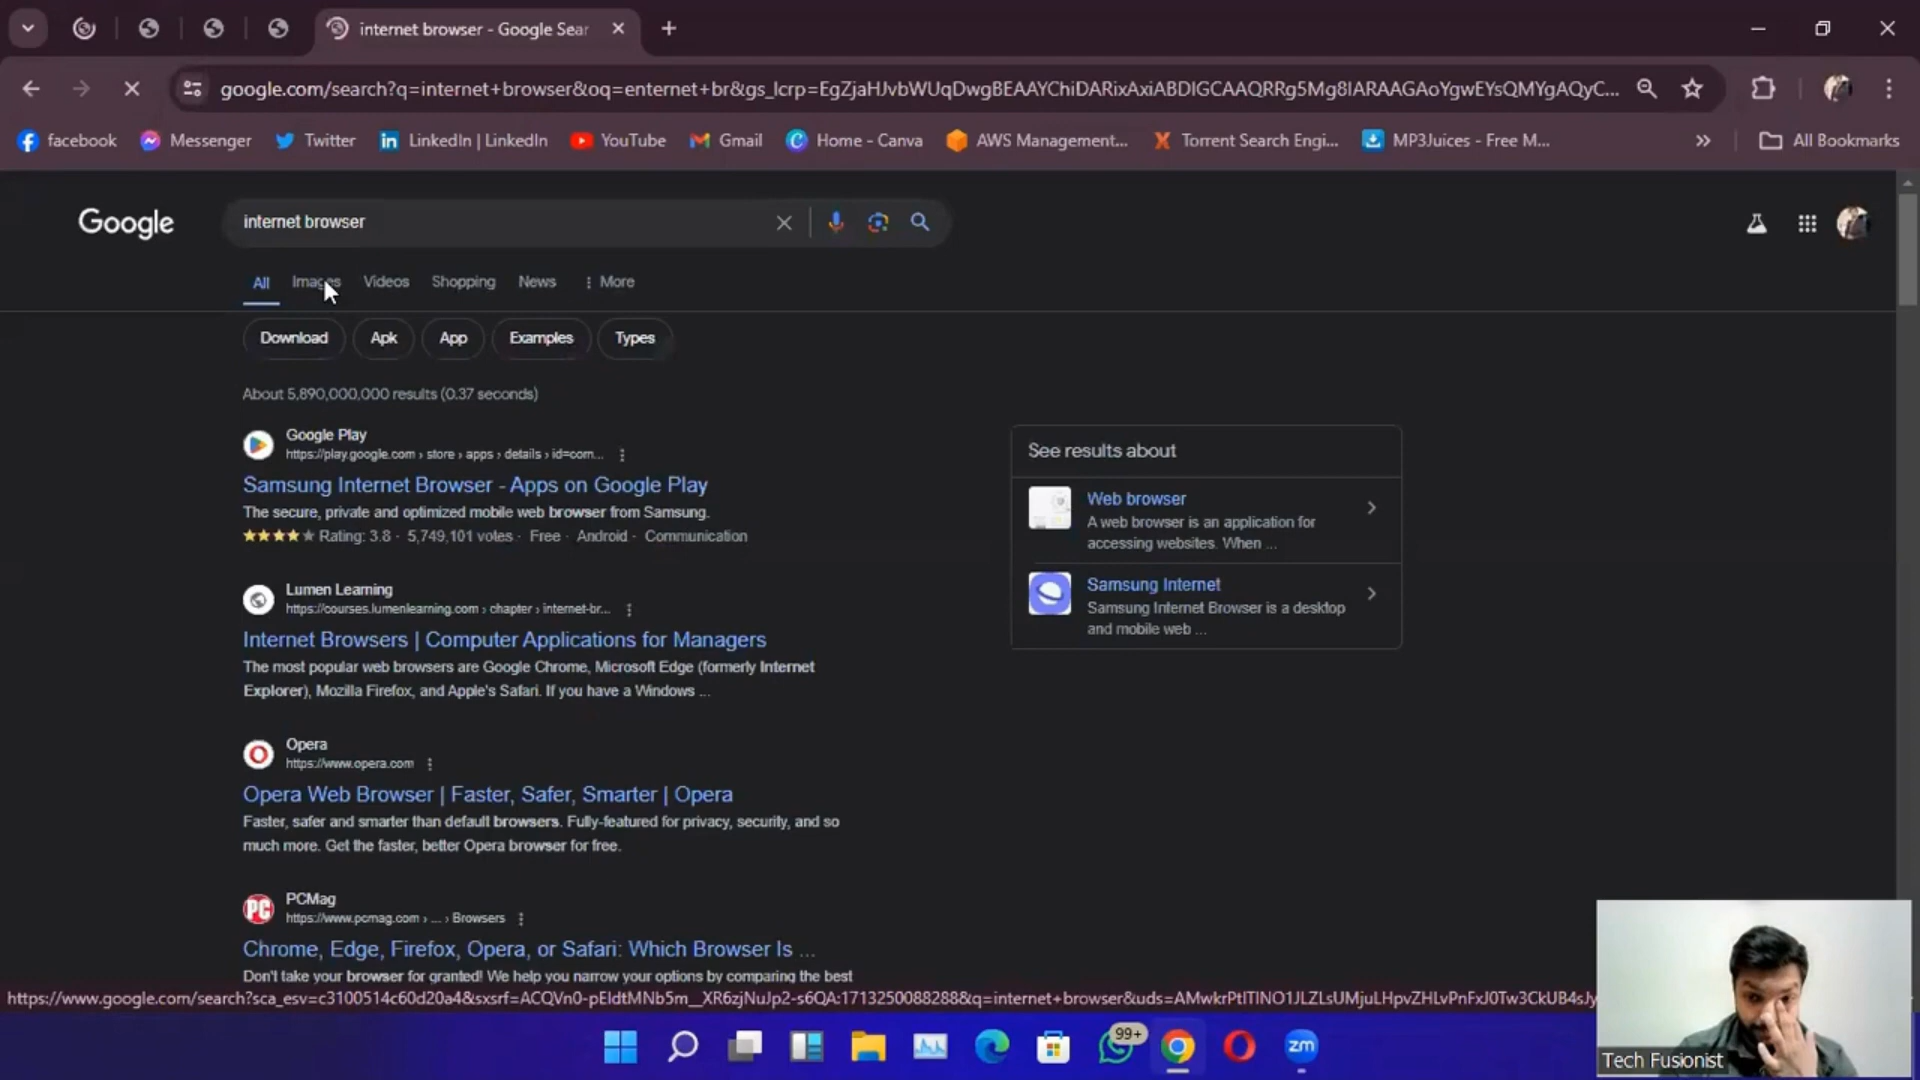 internet browser - Google Sear
google.com/search?q=internet+browser&oq=enternet+br&gs_lcrp=EgZjaHJvbWUqDwgBEAAYChiDARixAxiABDIGCAAQRRg5Mg8IARAAGAoYgwEYsQMYgAQyC...
facebook Messenger Twitter LinkedIn | LinkedIn YouTube Gmail Home - Canva AWS Management... Torrent Search Engi... MP3Juices - Free M... » All Bookmarks
Google internet browser
All Images Videos Shopping News More
Download Apk App Examples Types
About 5,890,000,000 results (0.37 seconds)
Google Play
https://play.google.com › store › apps › details › id=com...
Samsung Internet Browser - Apps on Google Play
The secure, private and optimized mobile web browser from Samsung.
Rating: 3.8 · 5,749,101 votes · Free · Android · Communication
Lumen Learning
https://courses.lumenlearning.com › chapter › internet-br...
Internet Browsers | Computer Applications for Managers
The most popular web browsers are Google Chrome, Microsoft Edge (formerly Internet
Explorer), Mozilla Firefox, and Apple's Safari. If you have a Windows ...
Opera
https://www.opera.com
Opera Web Browser | Faster, Safer, Smarter | Opera
Faster, safer and smarter than default browsers. Fully-featured for privacy, security, and so
much more. Get the faster, better Opera browser for free.
PCMag
https://www.pcmag.com › ... › Browsers
Chrome, Edge, Firefox, Opera, or Safari: Which Browser Is ...
Don't take your browser for granted! We help you narrow your options by comparing the best
See results about
Web browser
A web browser is an application for
accessing websites. When ...
Samsung Internet
Samsung Internet Browser is a desktop
and mobile web ...
PC
99+
zm
Tech Fusionist